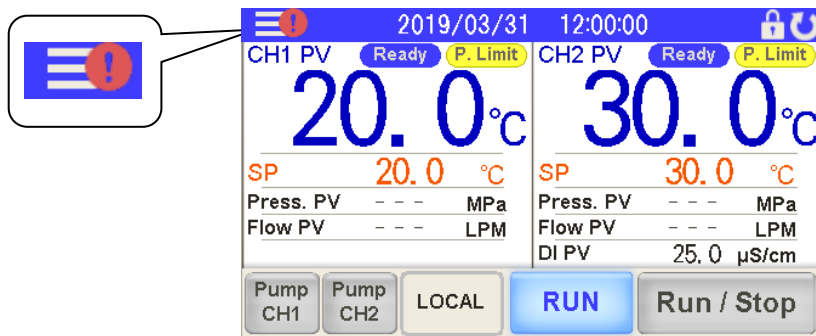 2019/03/31 12:00:00
CH1 PV Ready P. Limit
20.0 °C
SP 20.0 °C
Press. PV - - - MPa
Flow PV - - - LPM
CH2 PV Ready P. Limit
30.0 °C
SP 30.0 °C
Press. PV - - - MPa
Flow PV - - - LPM
DI PV 25.0 µS/cm
Pump CH1
Pump CH2
LOCAL
RUN
Run / Stop